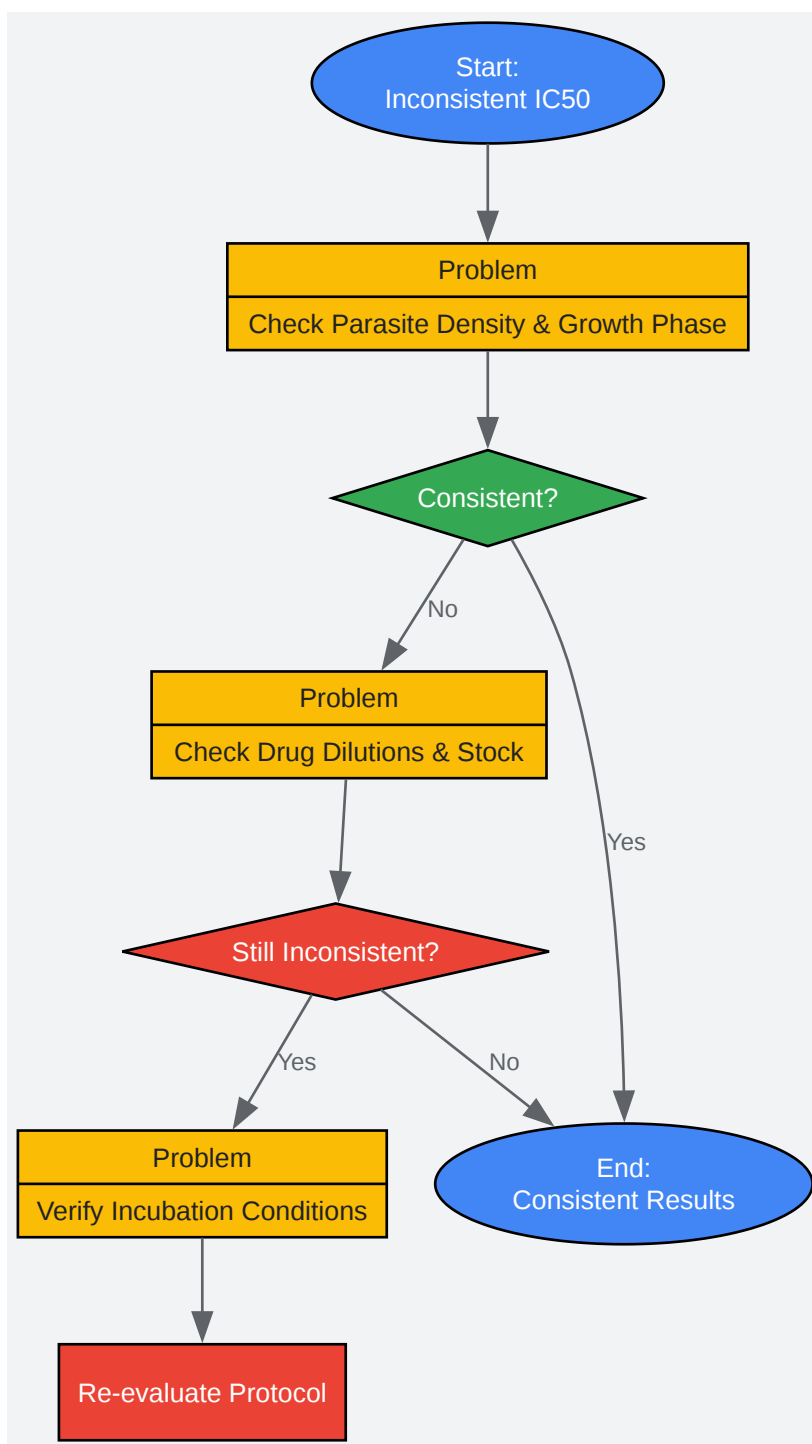 Start:
Inconsistent IC50
Problem
Check Parasite Density & Growth Phase
Consistent?
No
Problem
Check Drug Dilutions & Stock
Yes
Still Inconsistent?
Yes
No
Problem
Verify Incubation Conditions
End:
Consistent Results
Re-evaluate Protocol